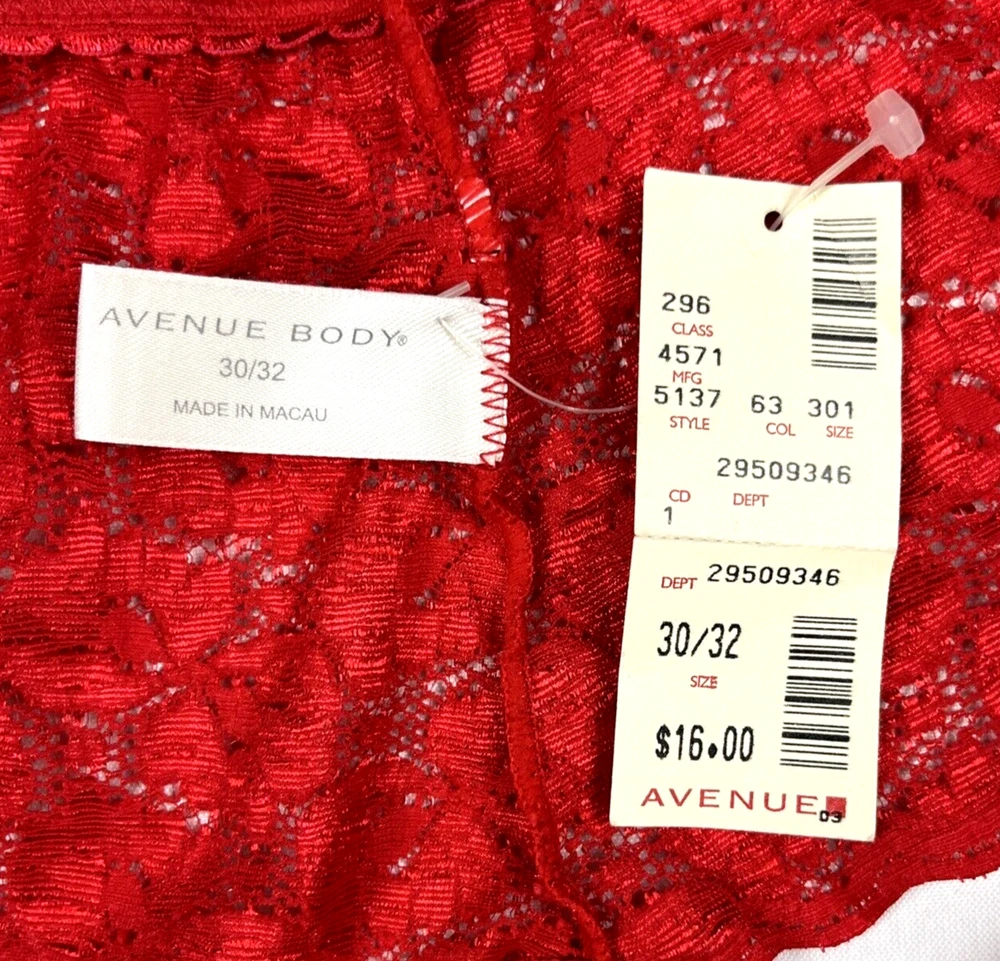 AVENUE BODY®
30/32
MADE IN MACAU
296
CLASS
4571
MFG
5137 63 301
STYLE COL SIZE
29509346
CD DEPT
1
DEPT 29509346
30/32
SIZE
$16.00
AVENUE
03